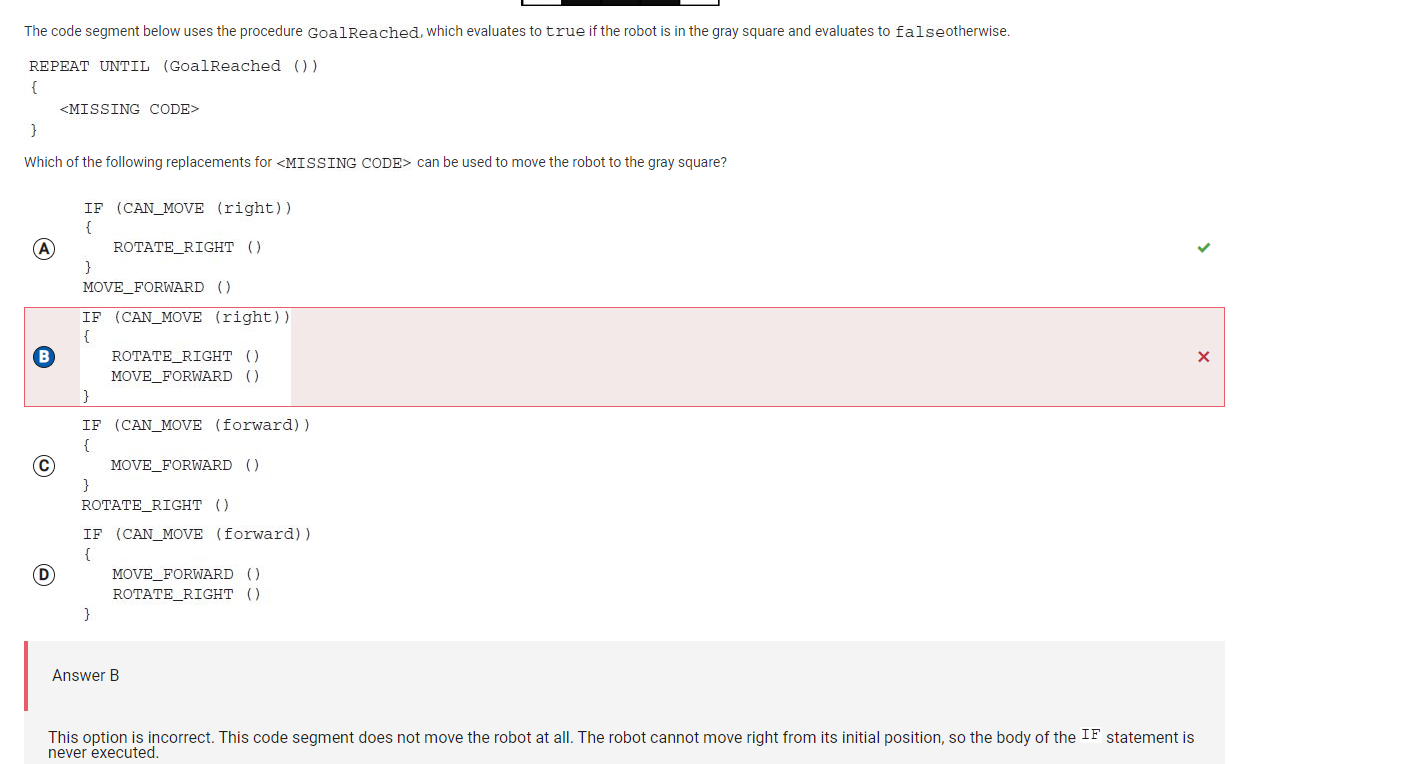 The code segment below uses the procedure GoalReached, which evaluates to true if the robot is in the gray square and evaluates to falseotherwise.
REPEAT UNTIL (GoalReached ())
{
<MISSING CODE>
}
Which of the following replacements for <MISSING CODE> can be used to move the robot to the gray square?
IF (CAN_MOVE (right))
{
A ROTATE_RIGHT ()
}
MOVE_FORWARD ()
IF (CAN_MOVE (right))
{
B ROTATE_RIGHT ()
MOVE_FORWARD ()
}
IF (CAN_MOVE (forward))
{
C MOVE_FORWARD ()
}
ROTATE_RIGHT ()
IF (CAN_MOVE (forward))
{
D MOVE_FORWARD ()
ROTATE_RIGHT ()
}
Answer B
This option is incorrect. This code segment does not move the robot at all. The robot cannot move right from its initial position, so the body of the IF statement is
never executed.